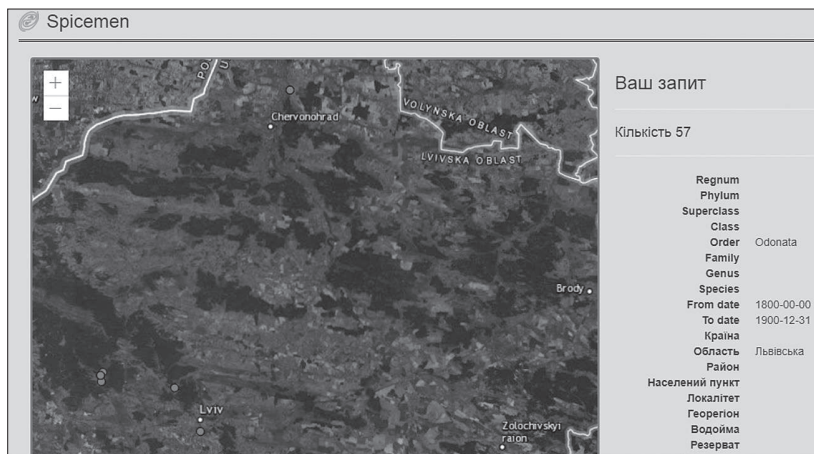 Spicemen
+
−
PO
U
W
Chervonohrad
VOLYNSKA OBLAST
LVIVSKA OBLAST
Brody
Lviv
Zolochivskyi
raion
Ваш запит
Кількість 57
Regnum
Phylum
Superclass
Class
Order Odonata
Family
Genus
Species
From date 1800-00-00
To date 1900-12-31
Країна
Область Львівська
Район
Населений пункт
Локалітет
Георегіон
Водойма
Резерват